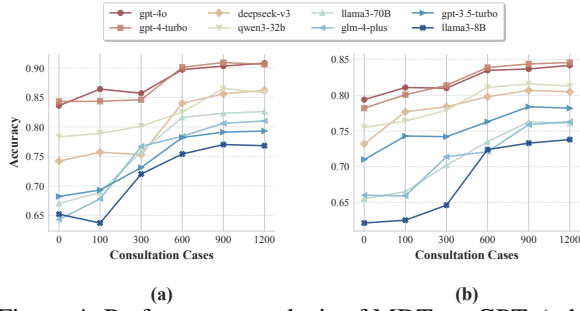 gpt-4o deepseek-v3 llama3-70B gpt-3.5-turbo
gpt-4-turbo qwen3-32b glm-4-plus llama3-8B
Accuracy
0.90
0.85
0.80
0.75
0.70
0.65
0 100 300 600 900 1200
Consultation Cases
(a)
0.85
0.80
0.75
0.70
0.65
0 100 300 600 900 1200
Consultation Cases
(b)